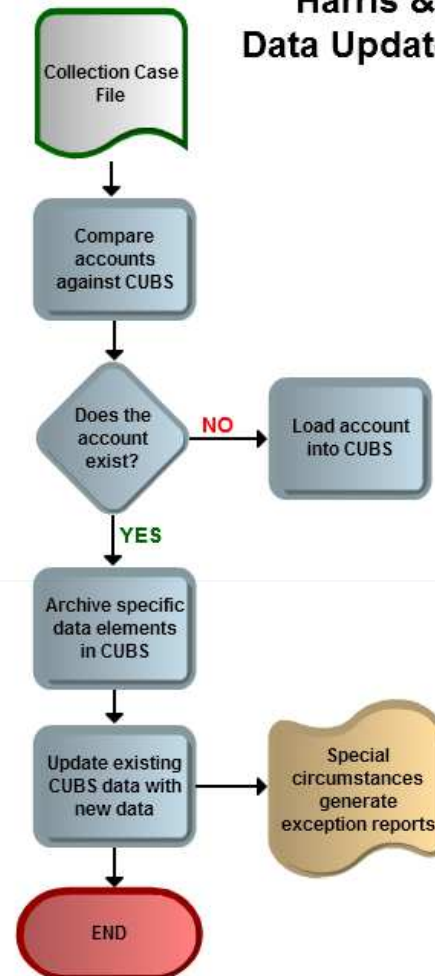 Harris &
Data Updat
Collection Case
File
Compare
accounts
against CUBS
Does the
account
exist?
NO
Load account
into CUBS
YES
Archive specific
data elements
in CUBS
Update existing
CUBS data with
new data
Special
circumstances
generate
exception reports
END